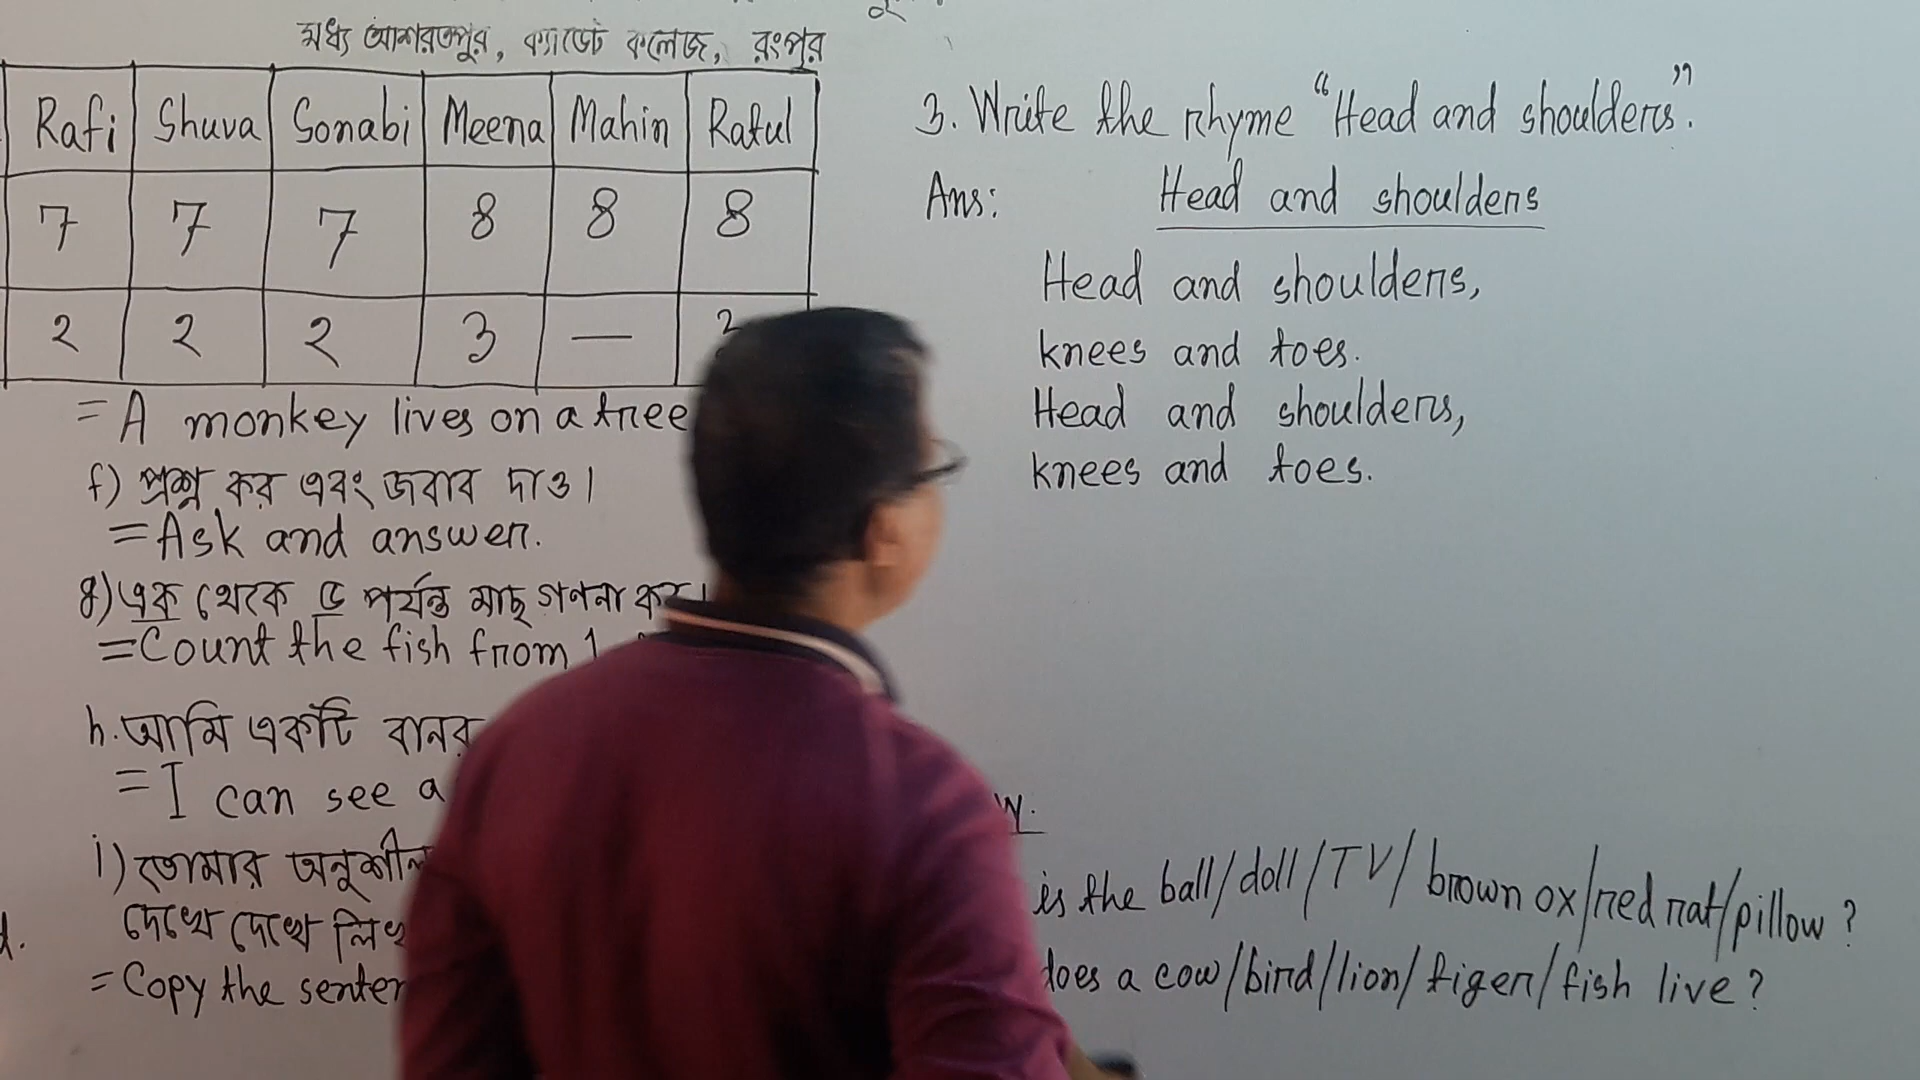 মধ্য আশরতপুর, ক্যাডেট কলেজ, রংপুর
Rafi Shuva Sonabi Meena Mahin Ratul
7 7 7 8 8 8
2 2 2 3 —
= A monkey lives on a tree
f) প্রশ্ন কর এবং জবাব দাও।
= Ask and answer.
g) এক থেকে ৫ পর্যন্ত মাছ গণনা কর।
= Count the fish from 1
h. আমি একটি বানর
= I can see a
i) তোমার
দেখে দেখে লিখ
= Copy the
3. Write the rhyme "Head and shoulders".
Ans: Head and shoulders
Head and shoulders,
knees and toes.
Head and shoulders,
knees and toes.
is the ball/doll/TV/brown ox/red rat/pillow?
does a cow/bird/lion/tiger/fish live?